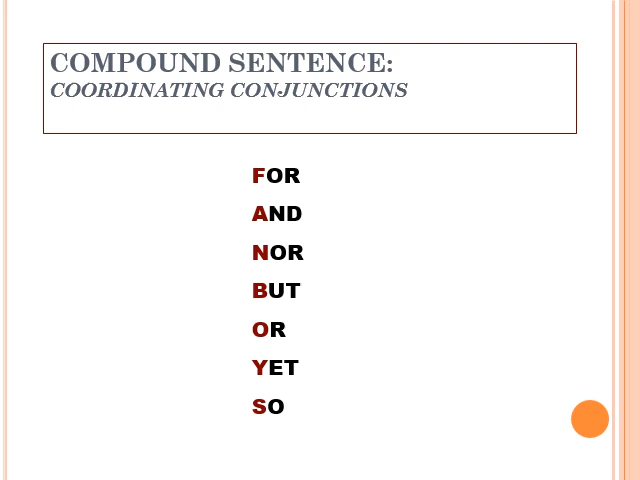 COMPOUND SENTENCE:
COORDINATING CONJUNCTIONS
FOR
AND
NOR
BUT
OR
YET
SO